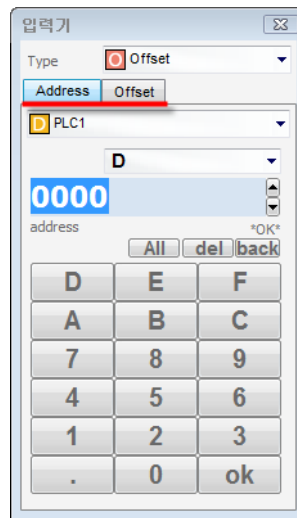 입력기
Type O Offset
Address Offset
D PLC1
D
0000
address *OK*
All del back
D E F
A B C
7 8 9
4 5 6
1 2 3
. 0 ok